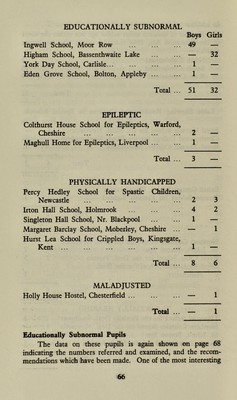 EDUCATIONALLY SUBNORMAL
Boys Girls
Ingwell School, Moor Row ... ... ... 49 —
Higham School, Bassenthwaite Lake ... ... — 32
York Day School, Carlisle... ... ... ... 1 —
Eden Grove School, Bolton, Appleby ... ... 1 —
Total ... 51 32
EPILEPTIC
Colthurst House School for Epileptics, Warford,
Cheshire ... ... ... ... ... 2 —
Maghull Home for Epileptics, Liverpool ... ... 1 —
Total ... 3 —
PHYSICALLY HANDICAPPED
Percy Hedley School for Spastic Children,
Newcastle ... ... ... ... ... 2 3
Irton Hall School, Holmrook ... ... ... 4 2
Singleton Hall School, Nr. Blackpool ... ... 1 —
Margaret Barclay School, Moberley, Cheshire ... — 1
Hurst Lea School for Crippled Boys, Kingsgate,
Kent ... ... ... ... ... ... 1 —
Total ... 8 6
MALADJUSTED
Holly House Hostel, Chesterfield ... ... ... — 1
Total ... — 1
Educationally Subnormal Pupils
The data on these pupils is again shown on page 68
indicating the numbers referred and examined, and the recom-
mendations which have been made. One of the most interesting
66